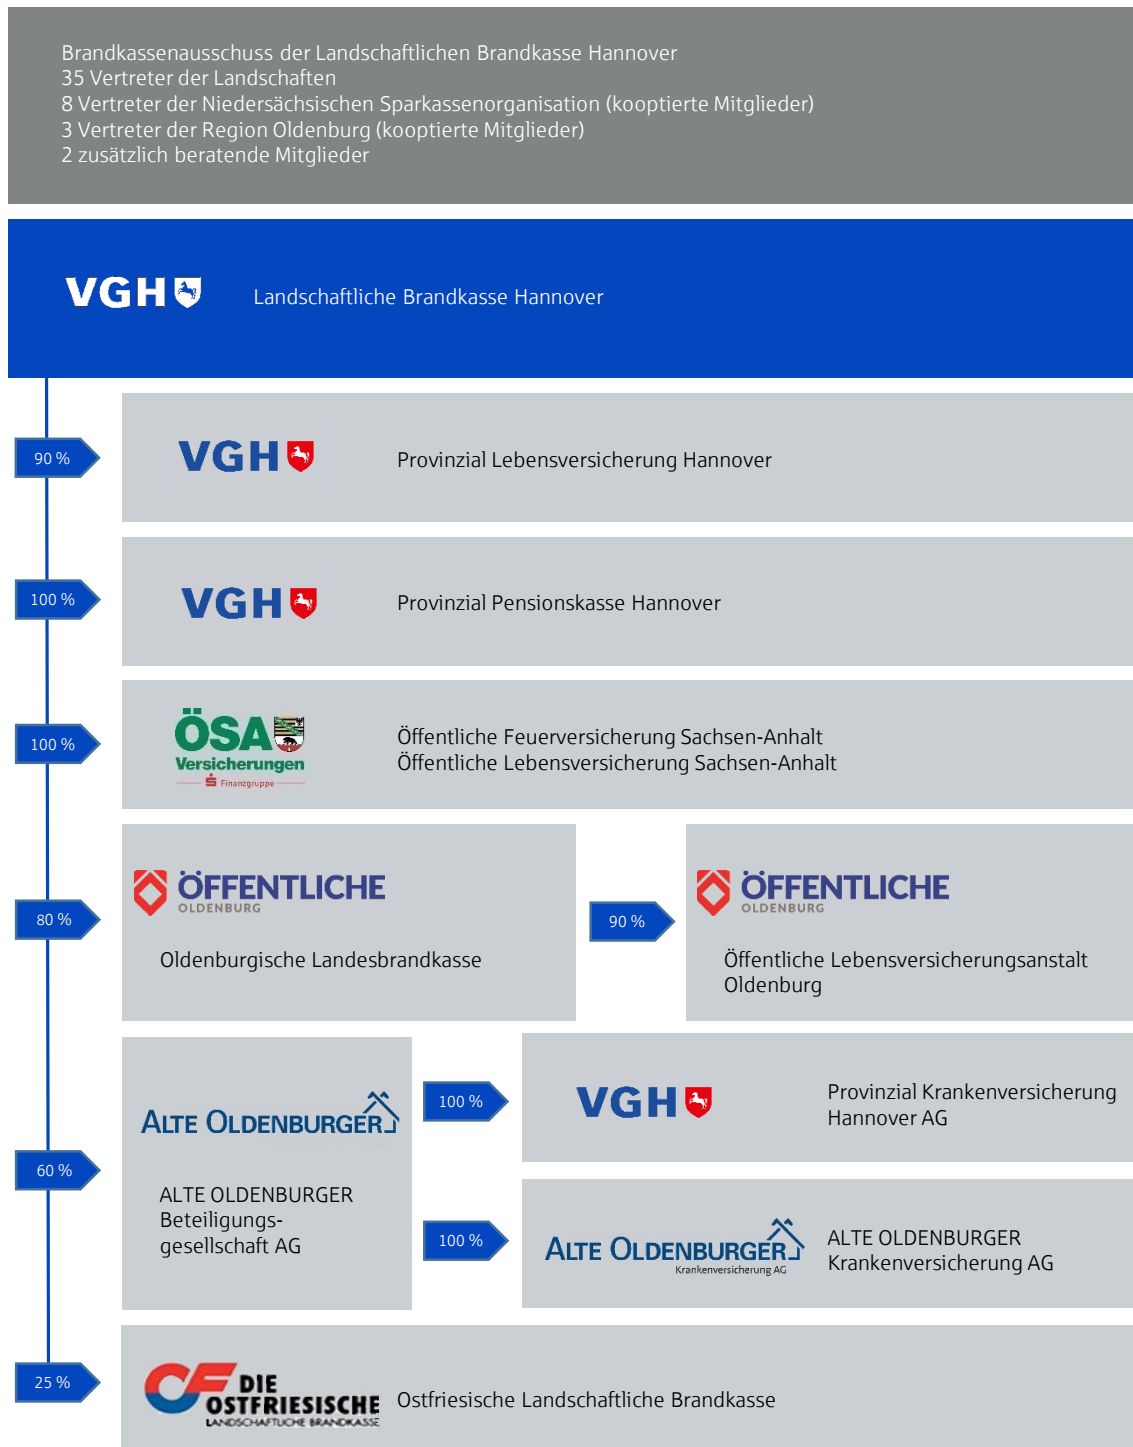 Brandkassenausschuss der Landschaftlichen Brandkasse Hannover
35 Vertreter der Landschaften
8 Vertreter der Niedersächsischen Sparkassenorganisation (kooptierte Mitglieder)
3 Vertreter der Region Oldenburg (kooptierte Mitglieder)
2 zusätzlich beratende Mitglieder
VGH
Landschaftliche Brandkasse Hannover
90 %
VGH
Provinzial Lebensversicherung Hannover
100 %
VGH
Provinzial Pensionskasse Hannover
100 %
ÖSA
Versicherungen
Finanzgruppe
Öffentliche Feuerversicherung Sachsen-Anhalt
Öffentliche Lebensversicherung Sachsen-Anhalt
80 %
ÖFFENTLICHE
OLDENBURG
Oldenburgische Landesbrandkasse
90 %
ÖFFENTLICHE
OLDENBURG
Öffentliche Lebensversicherungsanstalt
Oldenburg
60 %
ALTE OLDENBURGER
ALTE OLDENBURGER
Beteiligungs-
gesellschaft AG
100 %
VGH
Provinzial Krankenversicherung
Hannover AG
100 %
ALTE OLDENBURGER
Krankenversicherung AG
ALTE OLDENBURGER
Krankenversicherung AG
25 %
DIE
OSTFRIESISCHE
LANDSCHAFTLICHE BRANDKASSE
Ostfriesische Landschaftliche Brandkasse